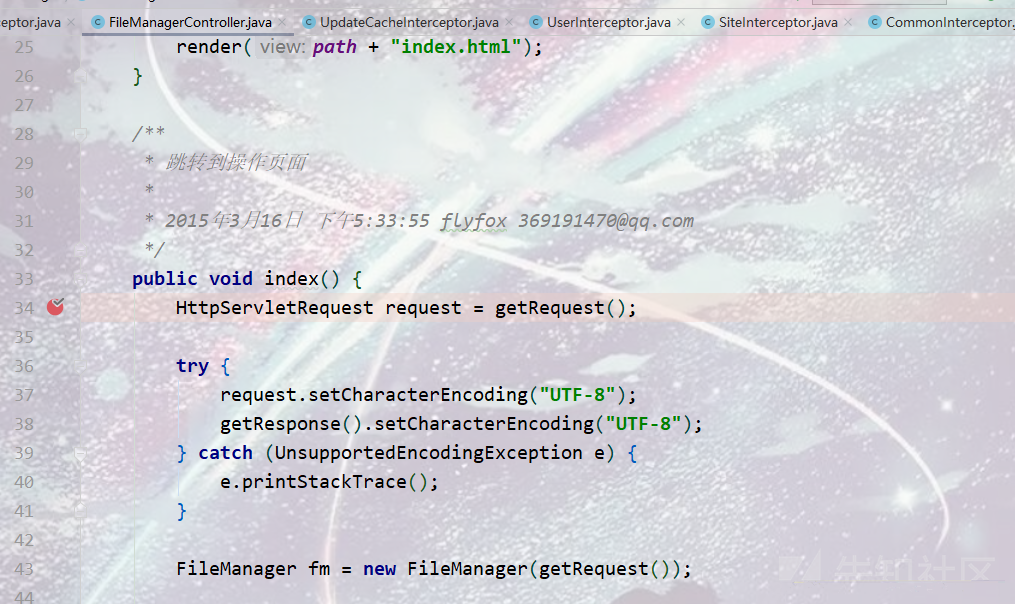 eptor.java × FileManagerController.java × UpdateCacheInterceptor.java × UserInterceptor.java × SiteInterceptor.java × CommonInterceptor.
25 render( view: path + "index.html");
26 }
27
28 /**
29 * 跳转到操作页面
30 *
31 * 2015年3月16日 下午5:33:55 flyfox 369191470@qq.com
32 */
33 public void index() {
34 HttpServletRequest request = getRequest();
35
36 try {
37 request.setCharacterEncoding("UTF-8");
38 getResponse().setCharacterEncoding("UTF-8");
39 } catch (UnsupportedEncodingException e) {
40 e.printStackTrace();
41 }
42
43 FileManager fm = new FileManager(getRequest());
44